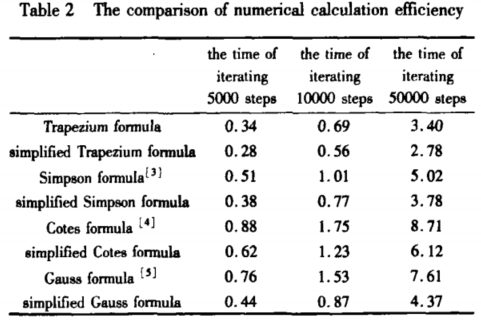 Table 2 The comparison of numerical calculation efficiency
the time of the time of the time of
iterating iterating iterating
5000 steps 10000 steps 50000 steps
Trapezium formula 0.34 0.69 3.40
simplified Trapezium formula 0.28 0.56 2.78
Simpson formula[3] 0.51 1.01 5.02
simplified Simpson formula 0.38 0.77 3.78
Cotes formula [4] 0.88 1.75 8.71
simplified Cotes formula 0.62 1.23 6.12
Gauss formula [5] 0.76 1.53 7.61
simplified Gauss formula 0.44 0.87 4.37